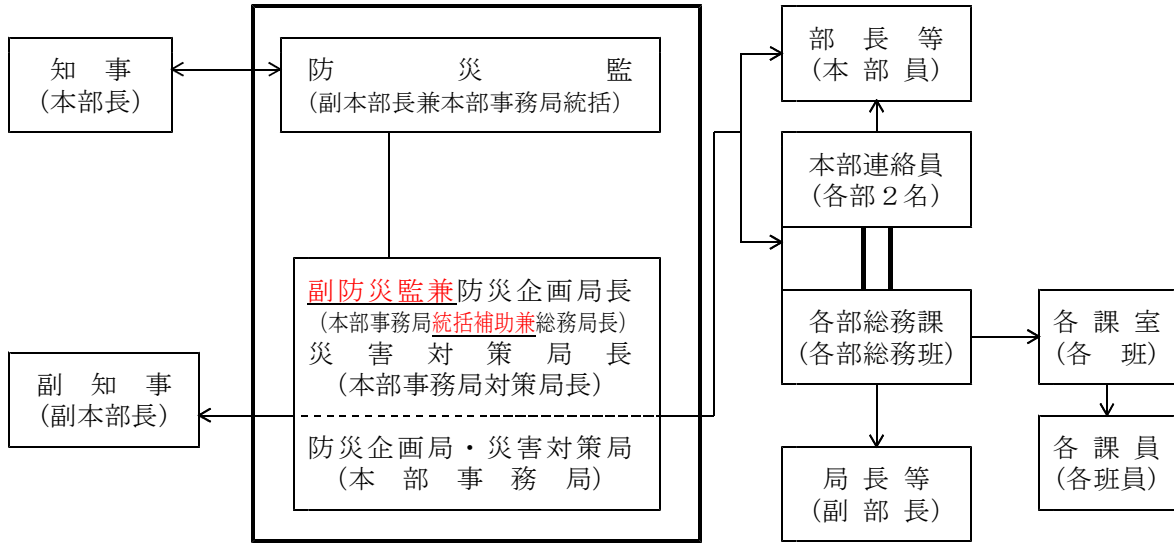 知事
(本部長)
防災監
(副本部長兼本部事務局統括)
部長等
(本部員)
本部連絡員
(各部２名)
副防災監兼防災企画局長
(本部事務局統括補助兼総務局長)
災害対策局長
(本部事務局対策局長)
副知事
(副本部長)
防災企画局・災害対策局
(本部事務局)
各部総務課
(各部総務班)
各課室
(各班)
局長等
(副部長)
各課員
(各班員)